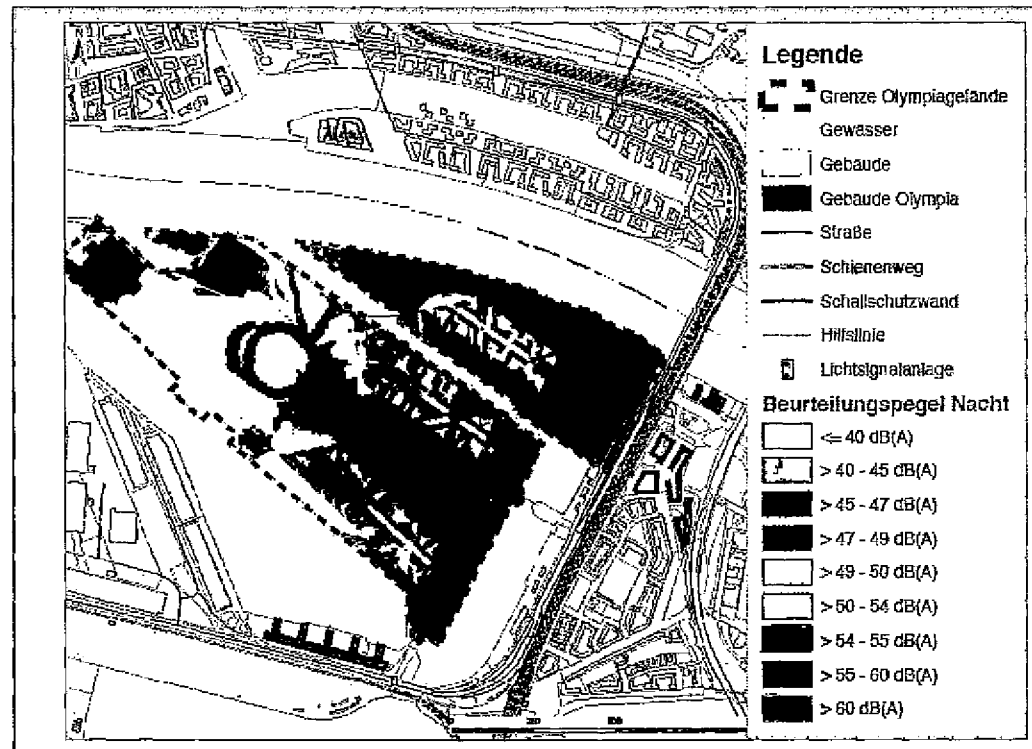 Legende
Grenze Olympiagelände
Gewässer
Gebäude
Gebäude Olympia
Straße
Schienenweg
Schallschutzwand
Hilfslinie
Lichtsignalanlage
Beurteilungspegel Nacht
<= 40 dB(A)
> 40 - 45 dB(A)
> 45 - 47 dB(A)
> 47 - 49 dB(A)
> 49 - 50 dB(A)
> 50 - 54 dB(A)
> 54 - 55 dB(A)
> 55 - 60 dB(A)
> 60 dB(A)